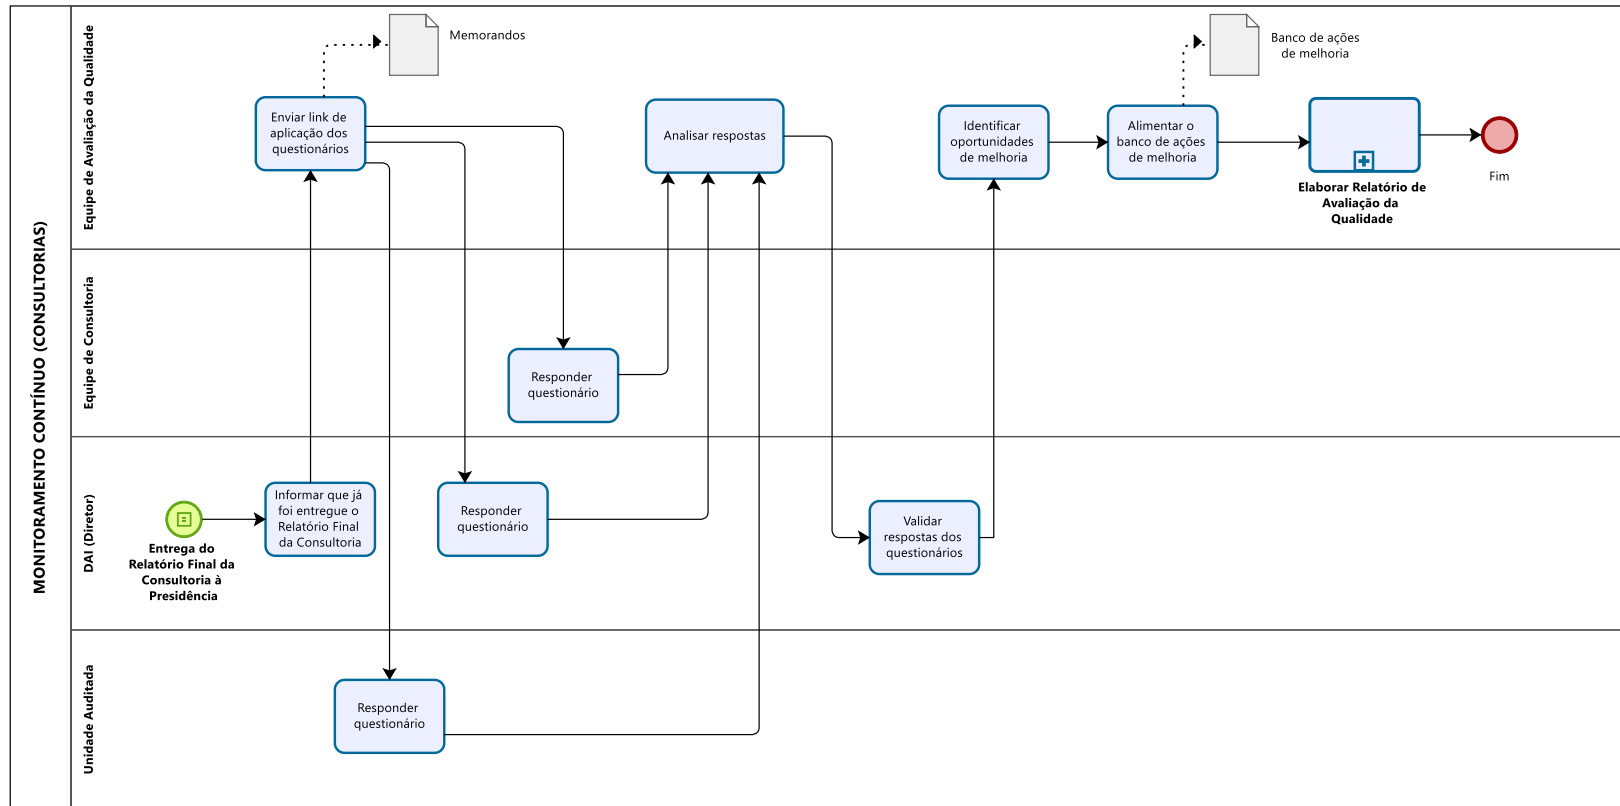 MONITORAMENTO CONTÍNUO (CONSULTORIAS)
Equipe de Avaliação da Qualidade
Memorandos
Enviar link de
aplicação dos
questionários
Analisar respostas
Identificar
oportunidades
de melhoria
Alimentar o
banco de ações
de melhoria
Banco de ações
de melhoria
Elaborar Relatório de
Avaliação da
Qualidade
Fim
Equipe de Consultoria
Responder
questionário
DAI (Diretor)
Entrega do
Relatório Final da
Consultoria à
Presidência
Informar que já
foi entregue o
Relatório Final
da Consultoria
Responder
questionário
Validar
respostas dos
questionários
Unidade Auditada
Responder
questionário